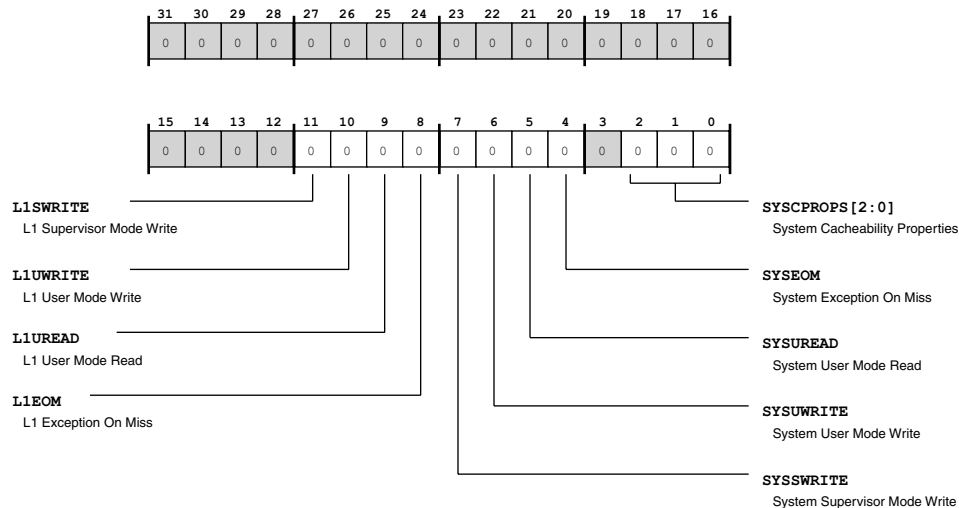 31 30 29 28 27 26 25 24 23 22 21 20 19 18 17 16
0 0 0 0 0 0 0 0 0 0 0 0 0 0 0 0
15 14 13 12 11 10 9 8 7 6 5 4 3 2 1 0
0 0 0 0 0 0 0 0 0 0 0 0 0 0 0 0
L1SWRITE
L1 Supervisor Mode Write
L1UWRITE
L1 User Mode Write
L1UREAD
L1 User Mode Read
L1EOM
L1 Exception On Miss
SYSCPROPS[2:0]
System Cacheability Properties
SYSEOM
System Exception On Miss
SYSUREAD
System User Mode Read
SYSUWRITE
System User Mode Write
SYSSWRITE
System Supervisor Mode Write